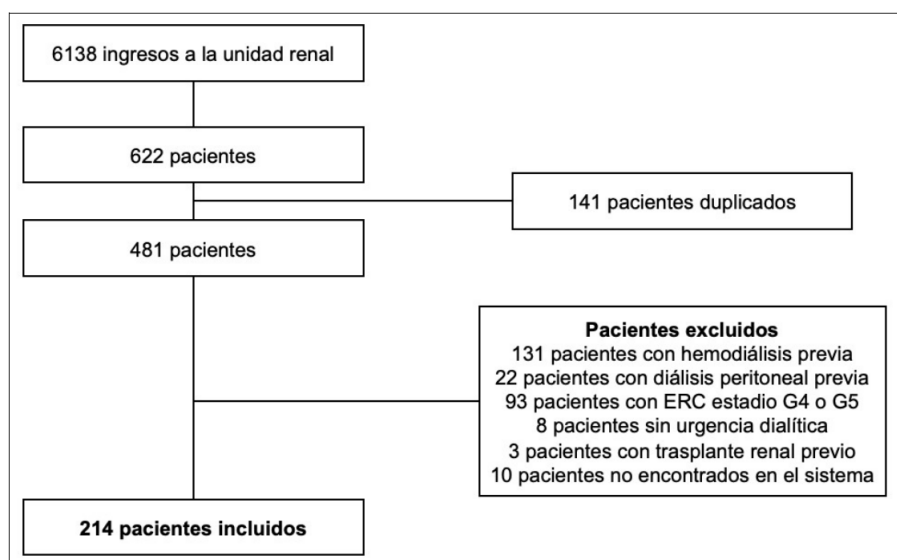 6138 ingresos a la unidad renal
622 pacientes
141 pacientes duplicados
481 pacientes
Pacientes excluidos
131 pacientes con hemodiálisis previa
22 pacientes con diálisis peritoneal previa
93 pacientes con ERC estadio G4 o G5
8 pacientes sin urgencia dialítica
3 pacientes con trasplante renal previo
10 pacientes no encontrados en el sistema
214 pacientes incluidos